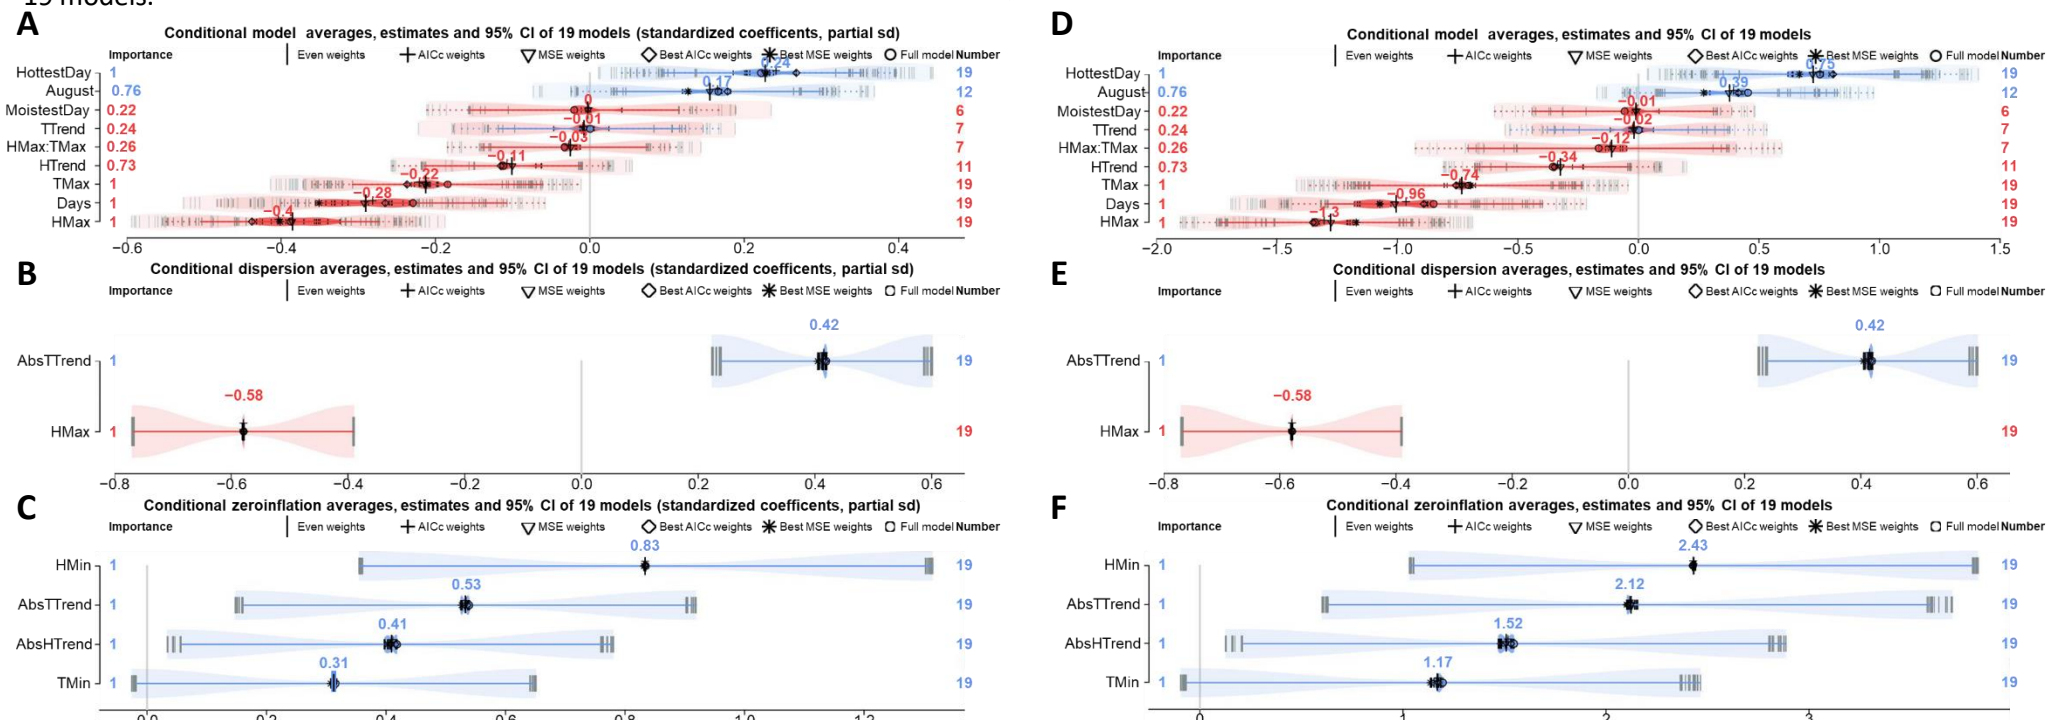 19 models.
A
Conditional model averages, estimates and 95% CI of 19 models (standardized coefficents, partial sd)
Importance | Even weights + AICc weights ▽ MSE weights ◇ Best AICc weights ✳ Best MSE weights ○ Full model Number
HottestDay 1 0.24 19
August 0.76 0.17 12
MoistestDay 0.22 0 6
TTrend 0.24 −0.01 7
HMax:TMax 0.26 −0.03 7
HTrend 0.73 −0.11 11
TMax 1 −0.22 19
Days 1 −0.28 19
HMax 1 −0.4 19
−0.6 −0.4 −0.2 0.0 0.2 0.4
B
Conditional dispersion averages, estimates and 95% CI of 19 models (standardized coefficents, partial sd)
Importance | Even weights + AICc weights ▽ MSE weights ◇ Best AICc weights ✳ Best MSE weights ○ Full model Number
0.42
AbsTTrend 1 19
−0.58
HMax 1 19
−0.8 −0.6 −0.4 −0.2 0.0 0.2 0.4 0.6
C
Conditional zeroinflation averages, estimates and 95% CI of 19 models (standardized coefficents, partial sd)
Importance | Even weights + AICc weights ▽ MSE weights ◇ Best AICc weights ✳ Best MSE weights ○ Full model Number
0.83
HMin 1 19
0.53
AbsTTrend 1 19
0.41
AbsHTrend 1 19
0.31
TMin 1 19
0.0 0.2 0.4 0.6 0.8 1.0 1.2
D
Conditional model averages, estimates and 95% CI of 19 models
Importance | Even weights + AICc weights ▽ MSE weights ◇ Best AICc weights ✳ Best MSE weights ○ Full model Number
HottestDay 1 0.75 19
August 0.76 0.39 12
MoistestDay 0.22 −0.01 6
TTrend 0.24 −0.02 7
HMax:TMax 0.26 −0.12 7
HTrend 0.73 −0.34 11
TMax 1 −0.74 19
Days 1 −0.96 19
HMax 1 −1.3 19
−2.0 −1.5 −1.0 −0.5 0.0 0.5 1.0 1.5
E
Conditional dispersion averages, estimates and 95% CI of 19 models
Importance | Even weights + AICc weights ▽ MSE weights ◇ Best AICc weights ✳ Best MSE weights ○ Full model Number
0.42
AbsTTrend 1 19
−0.58
HMax 1 19
−0.8 −0.6 −0.4 −0.2 0.0 0.2 0.4 0.6
F
Conditional zeroinflation averages, estimates and 95% CI of 19 models
Importance | Even weights + AICc weights ▽ MSE weights ◇ Best AICc weights ✳ Best MSE weights ○ Full model Number
2.43
HMin 1 19
2.12
AbsTTrend 1 19
1.52
AbsHTrend 1 19
1.17
TMin 1 19
0 1 2 3